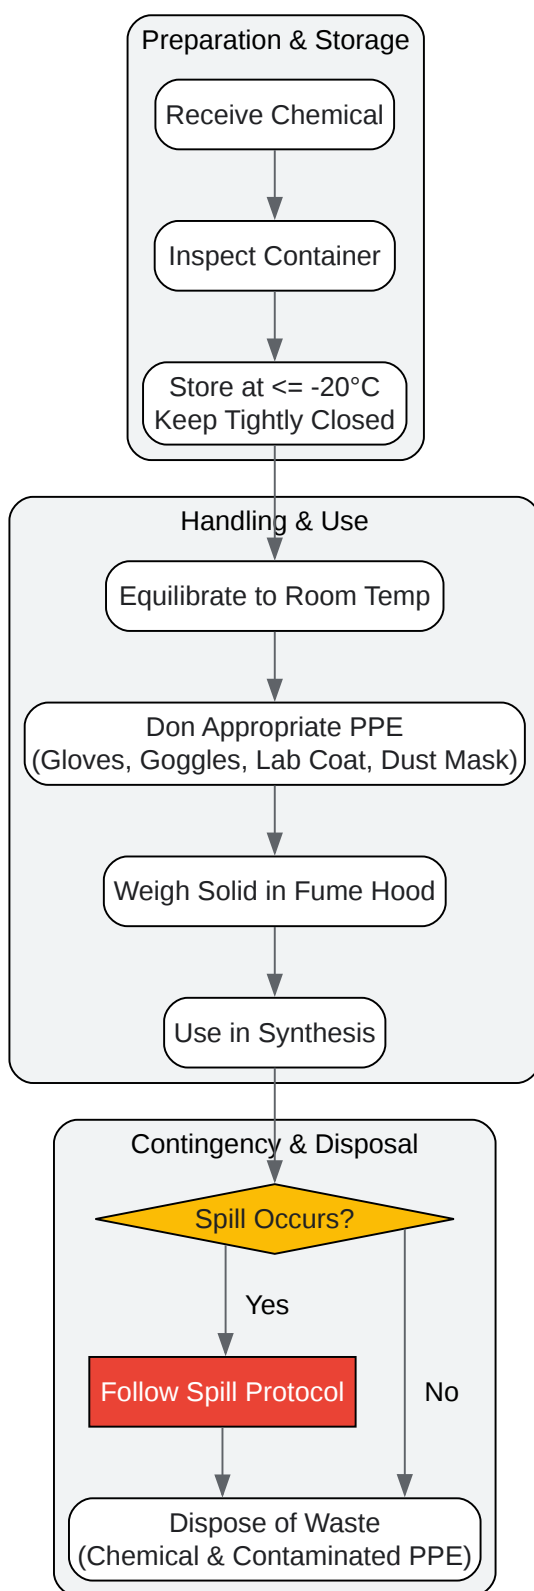 Preparation & Storage
Receive Chemical
Inspect Container
Store at <= -20°C
Keep Tightly Closed
Handling & Use
Equilibrate to Room Temp
Don Appropriate PPE
(Gloves, Goggles, Lab Coat, Dust Mask)
Weigh Solid in Fume Hood
Use in Synthesis
Contingency & Disposal
Spill Occurs?
Yes
Follow Spill Protocol
No
Dispose of Waste
(Chemical & Contaminated PPE)